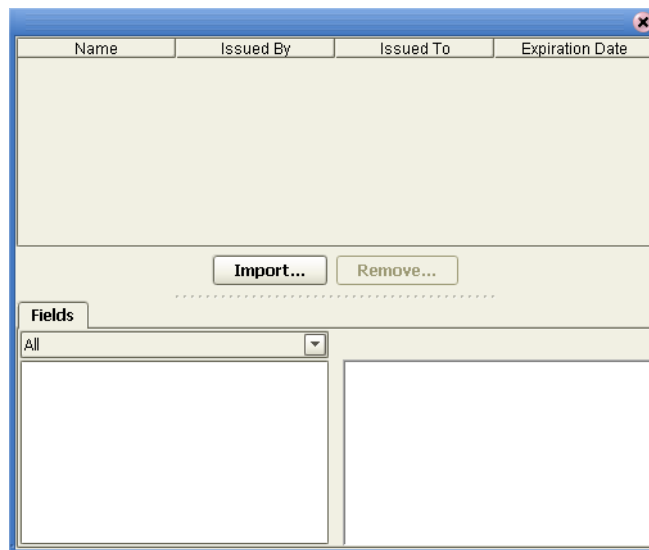 Name Issued By Issued To Expiration Date
Import... Remove...
Fields
All